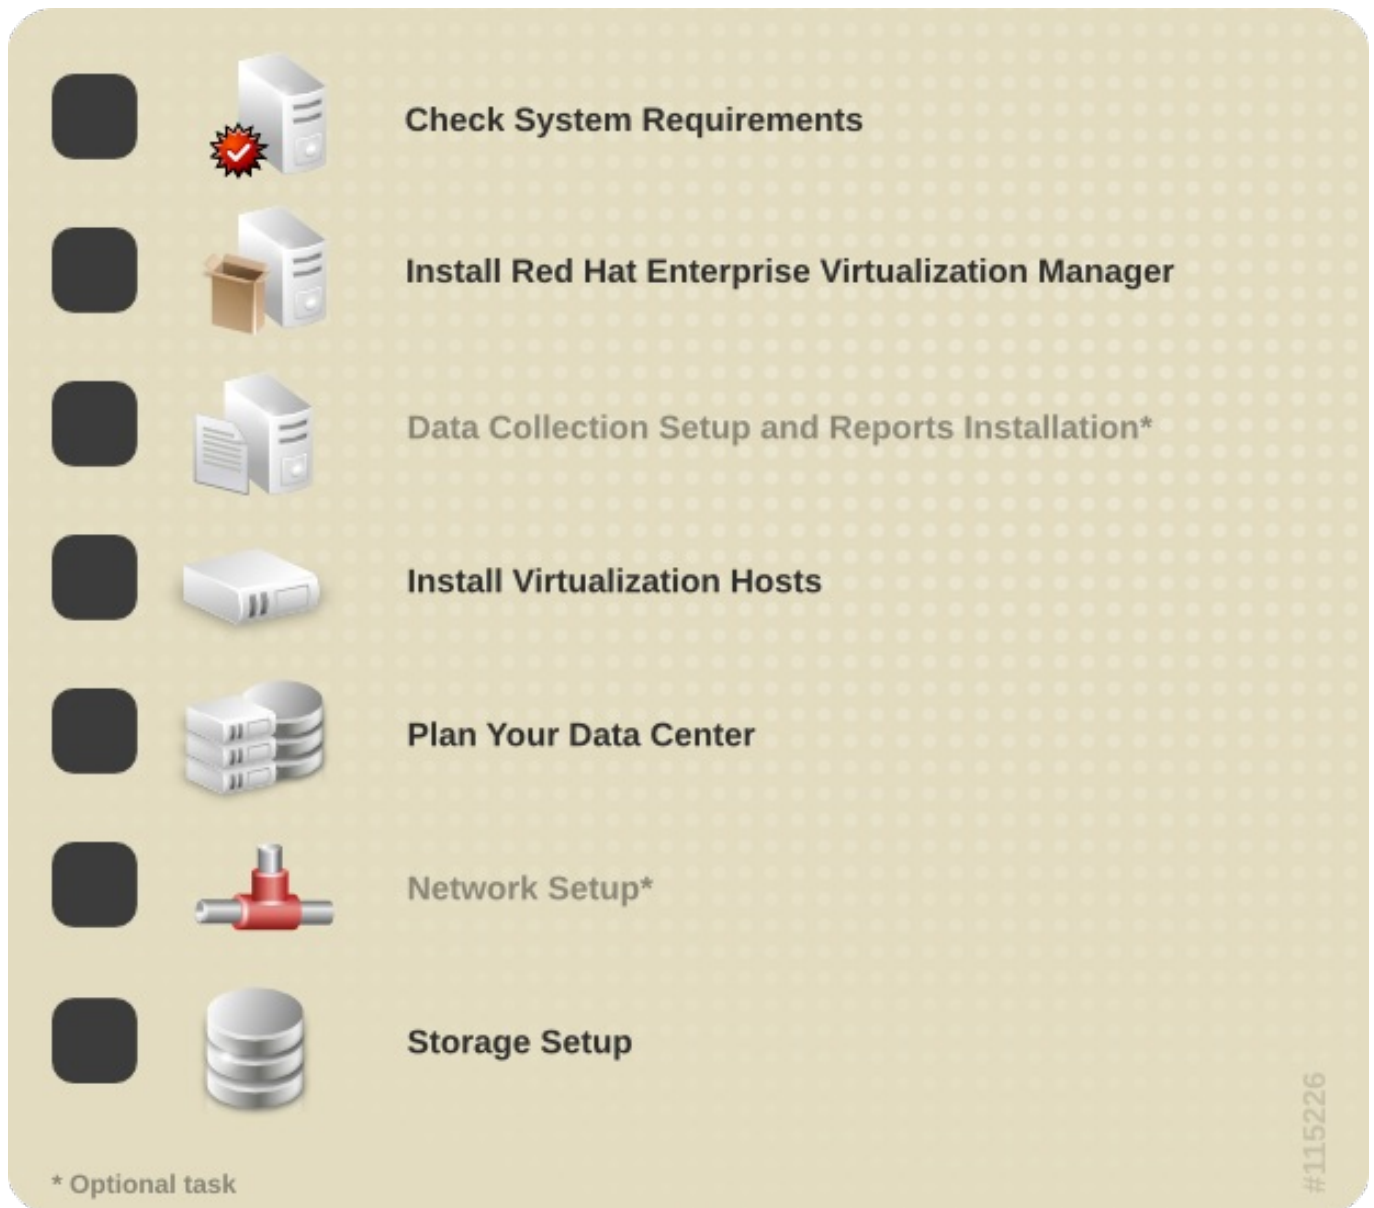 Check System Requirements
Install Red Hat Enterprise Virtualization Manager
Data Collection Setup and Reports Installation*
Install Virtualization Hosts
Plan Your Data Center
Network Setup*
Storage Setup
* Optional task
#115226